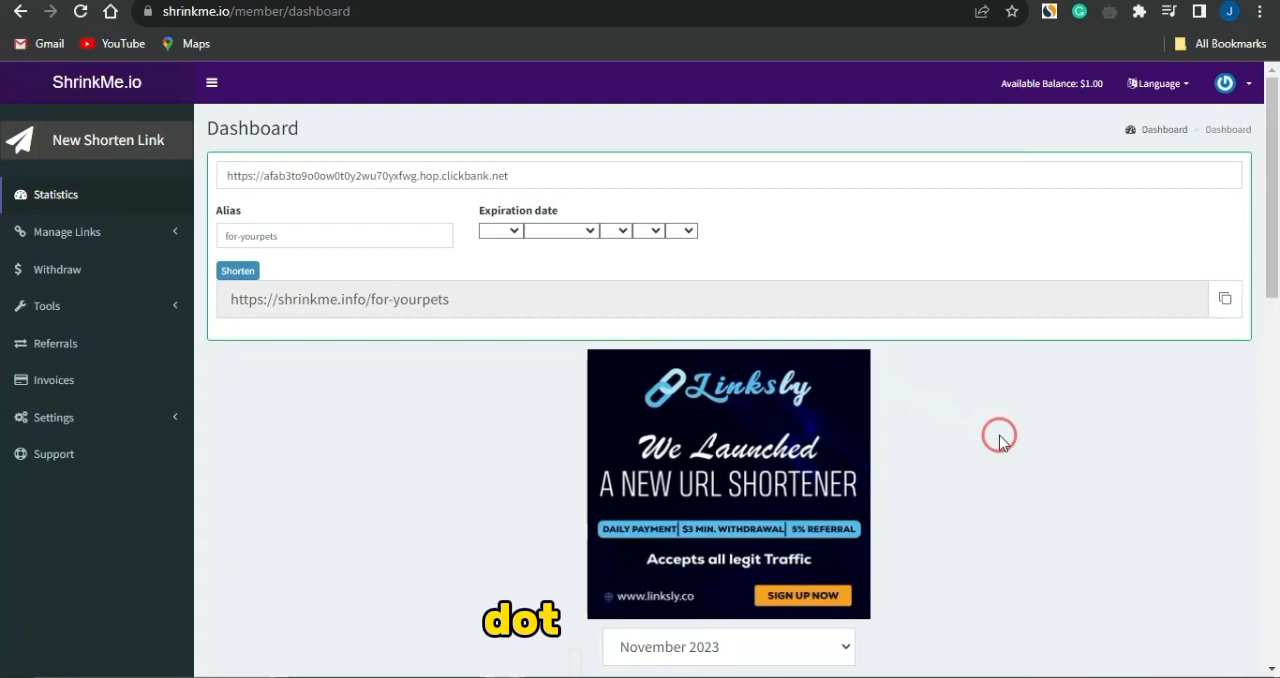 shrinkme.io/member/dashboard
J
Gmail YouTube Maps All Bookmarks
ShrinkMe.io Available Balance: $1.00 Language
Dashboard Dashboard > Dashboard
New Shorten Link
https://afab3to9o0ow0t0y2wu70yxfwg.hop.clickbank.net
Statistics
Alias Expiration date
Manage Links
for-yourpets
Withdraw
Shorten
https://shrinkme.info/for-yourpets
Tools
Referrals
Invoices
Settings
Support
Linksly
We Launched
A NEW URL SHORTENER
DAILY PAYMENT| $3 MIN. WITHDRAWAL| 5% REFERRAL
Accepts all legit Traffic
www.linksly.co SIGN UP NOW
dot
November 2023